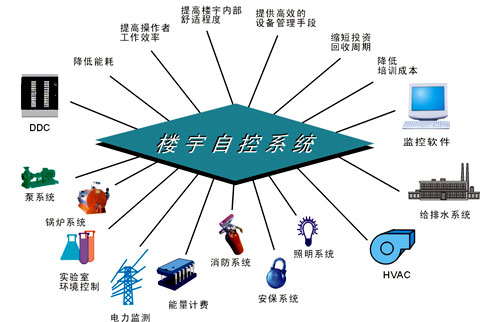 提高操作者
工作效率
提高楼宇内部
舒适程度
提供高效的
设备管理手段
缩短投资
回收周期
降低能耗
降低
培训成本
DDC
楼宇自控系统
监控软件
泵系统
锅炉系统
给排水系统
实验室
环境控制
消防系统
照明系统
HVAC
电力监测
能量计费
安保系统